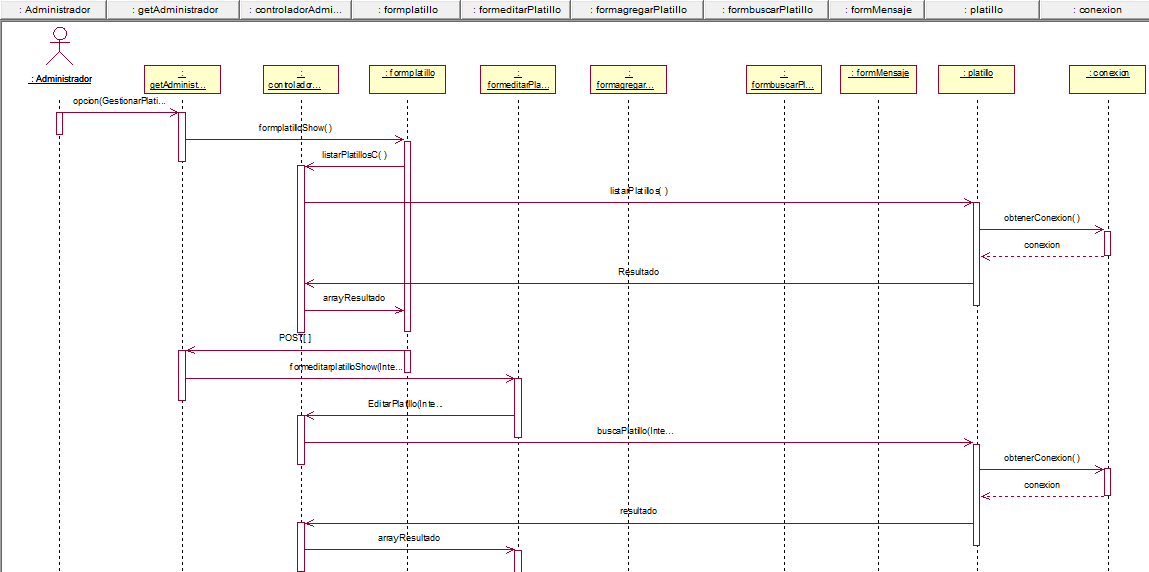 : Administrador : getAdministrador : controladorAdmi... : formplatillo : formeditarPlatillo : formagregarPlatillo : formbuscarPlatillo : formMensaje : platillo : conexion
: Administrador
: getAdminist...
: controlador...
: formplatillo
: formeditarPla...
: formagregar...
: formbuscarPl...
: formMensaje
: platillo
: conexion
opcion(GestionarPlati...
formplatilloShow( )
listarPlatillosC( )
listarPlatillos( )
obtenerConexion( )
conexion
Resultado
arrayResultado
POST[ ]
formeditarplatilloShow(Inte...
EditarPlatillo(Inte...
buscaPlatillo(Inte...
obtenerConexion( )
conexion
resultado
arrayResultado